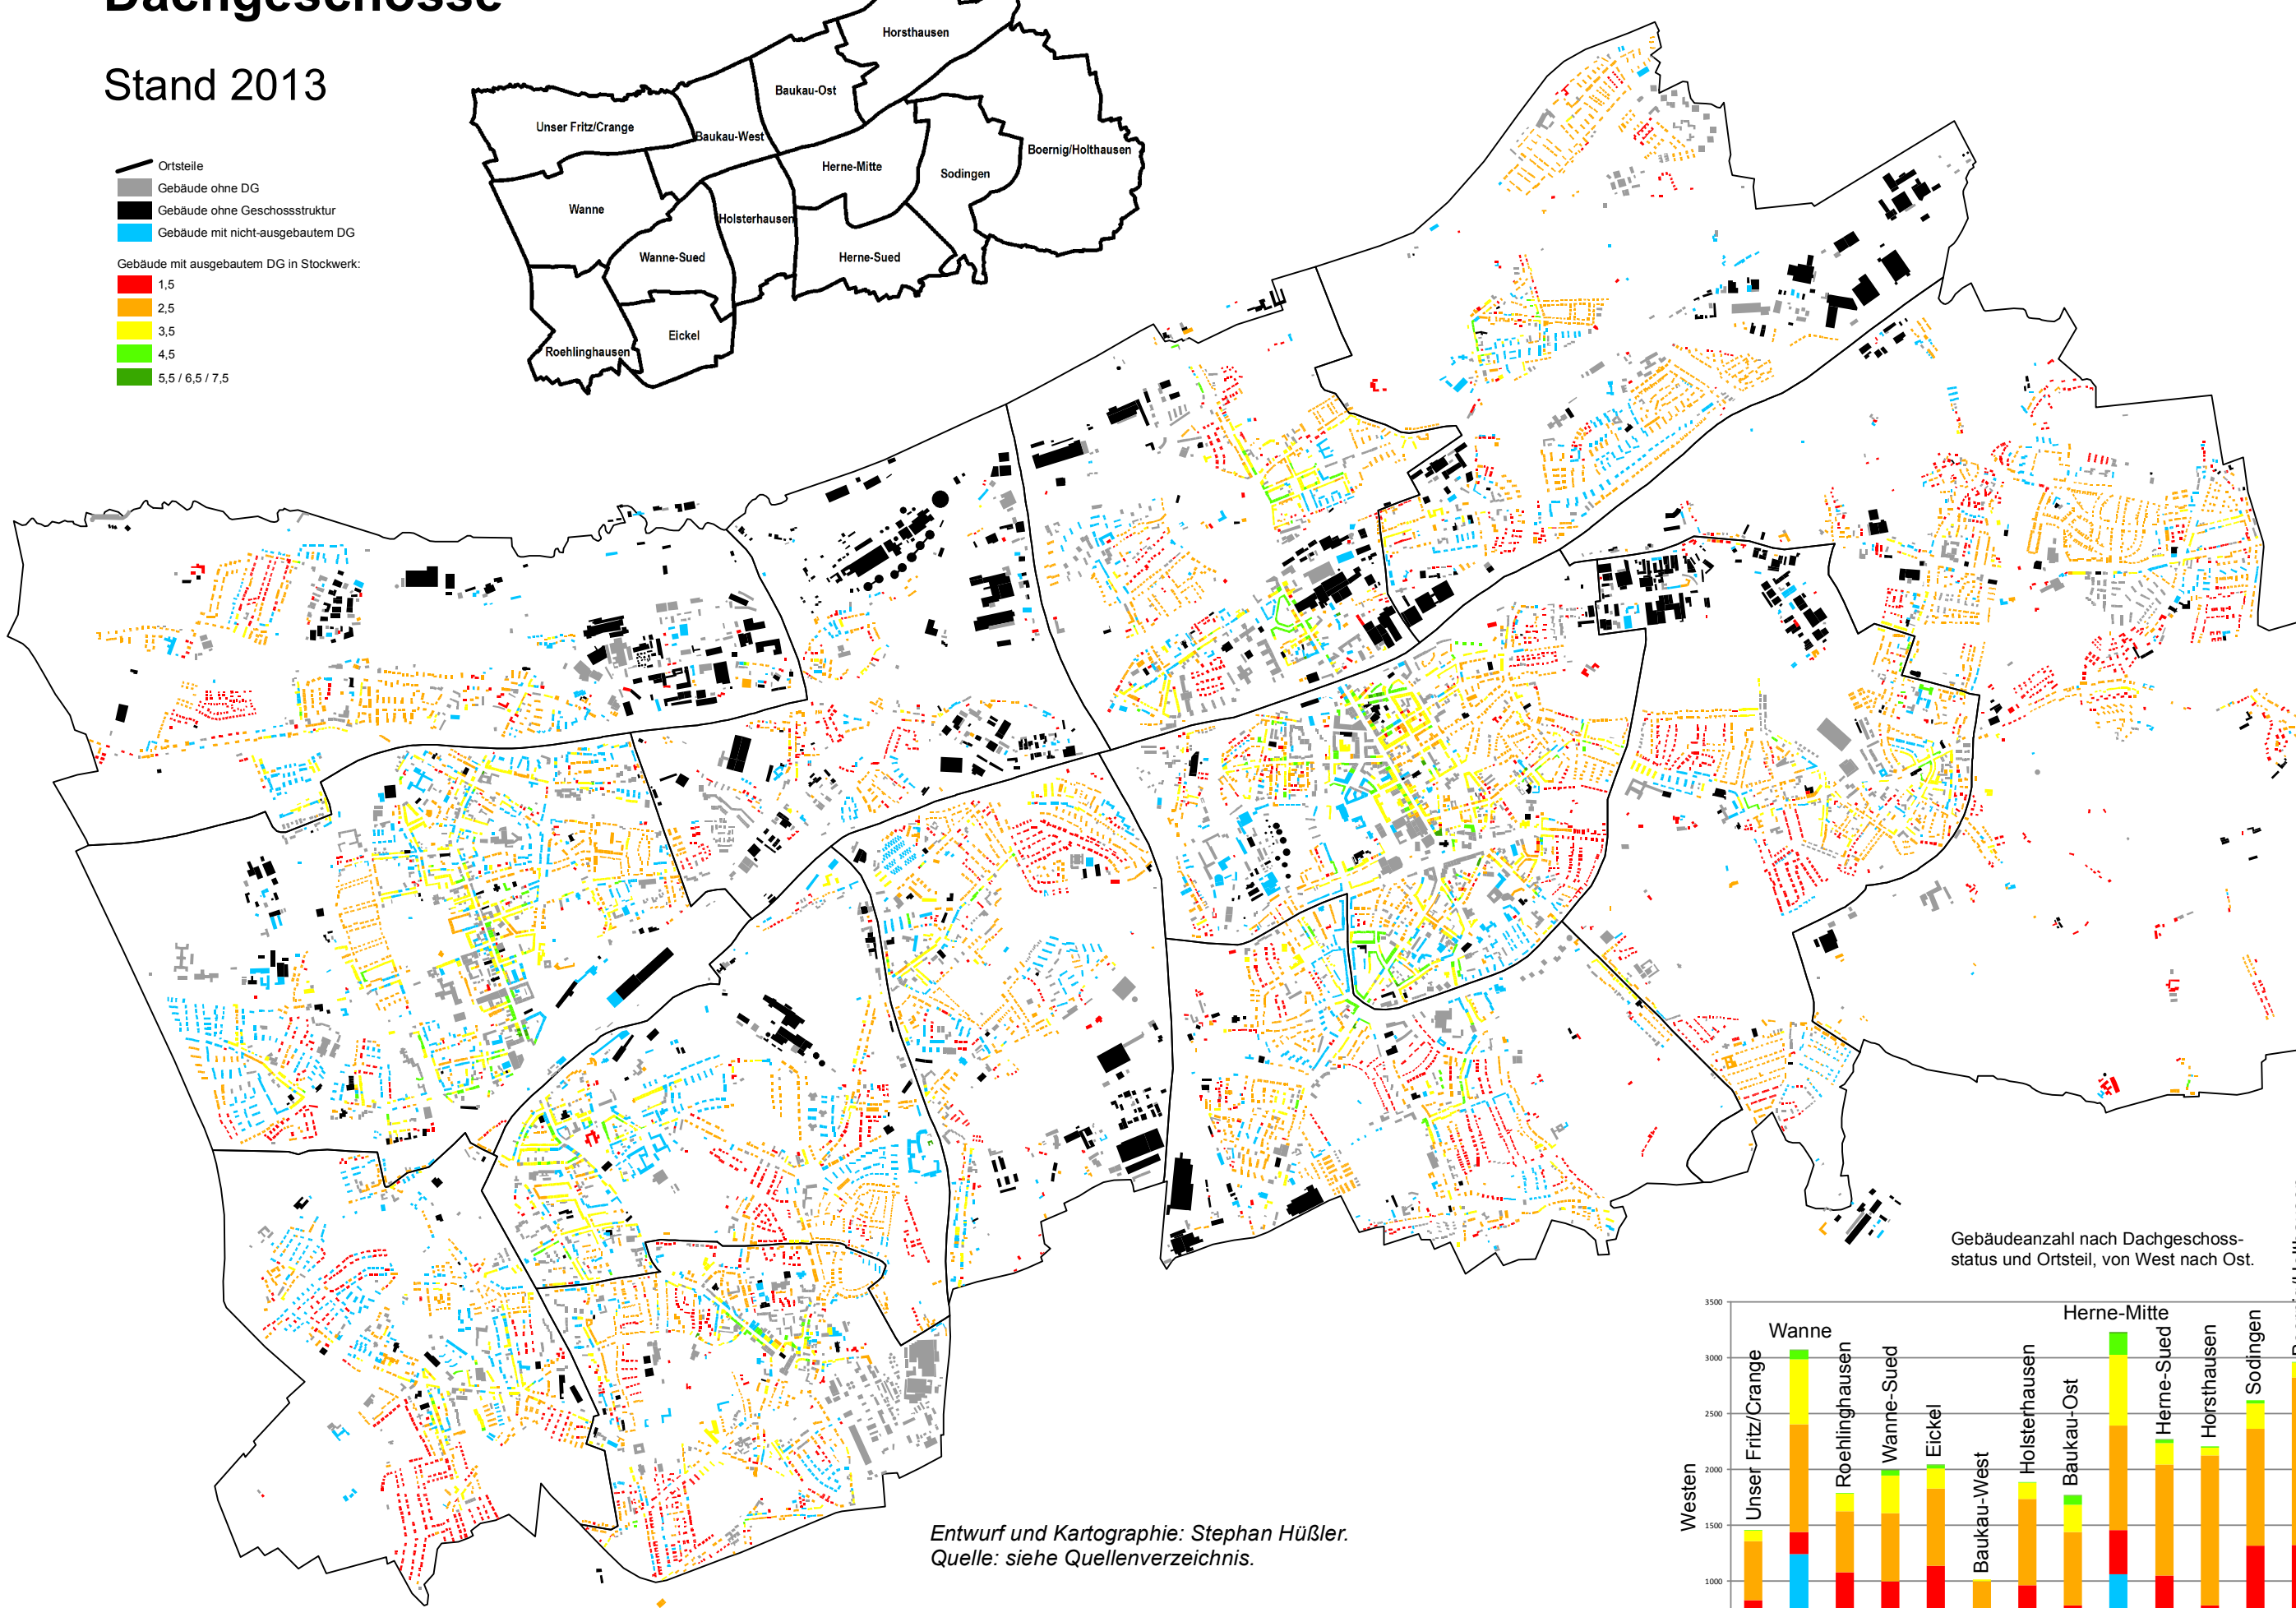 Dachgeschosse
Stand 2013
Ortsteile
Gebäude ohne DG
Gebäude ohne Geschossstruktur
Gebäude mit nicht-ausgebautem DG
Gebäude mit ausgebautem DG in Stockwerk:
1,5
2,5
3,5
4,5
5,5 / 6,5 / 7,5
Horsthausen
Baukau-Ost
Unser Fritz/Crange
Baukau-West
Boernig/Holthausen
Herne-Mitte
Sodingen
Wanne
Holsterhausen
Wanne-Sued
Herne-Sued
Eickel
Roehlinghausen
Entwurf und Kartographie: Stephan Hüßler.
Quelle: siehe Quellenverzeichnis.
Gebäudeanzahl nach Dachgeschoss-
status und Ortsteil, von West nach Ost.
3500
3000
2500
2000
1500
1000
Westen
Unser Fritz/Crange
Wanne
Roehlinghausen
Wanne-Sued
Eickel
Baukau-West
Holsterhausen
Baukau-Ost
Herne-Mitte
Herne-Sued
Horsthausen
Sodingen